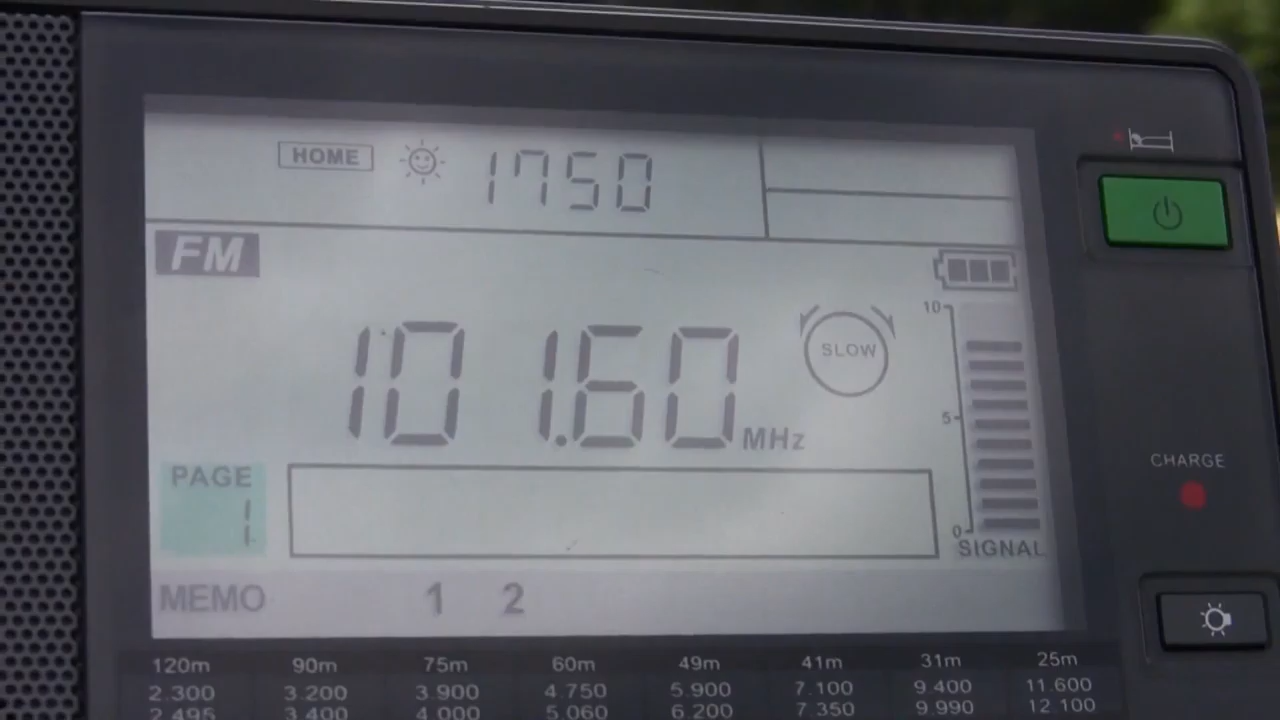 HOME 1750
FM
10
101.60 MHz
SLOW
5
CHARGE
PAGE
1
0
SIGNAL
MEMO 1 2
120m 90m 75m 60m 49m 41m 31m 25m
2.300 3.200 3.900 4.750 5.900 7.100 9.400 11.600
2.495 3.400 4.000 5.060 6.200 7.350 9.990 12.100